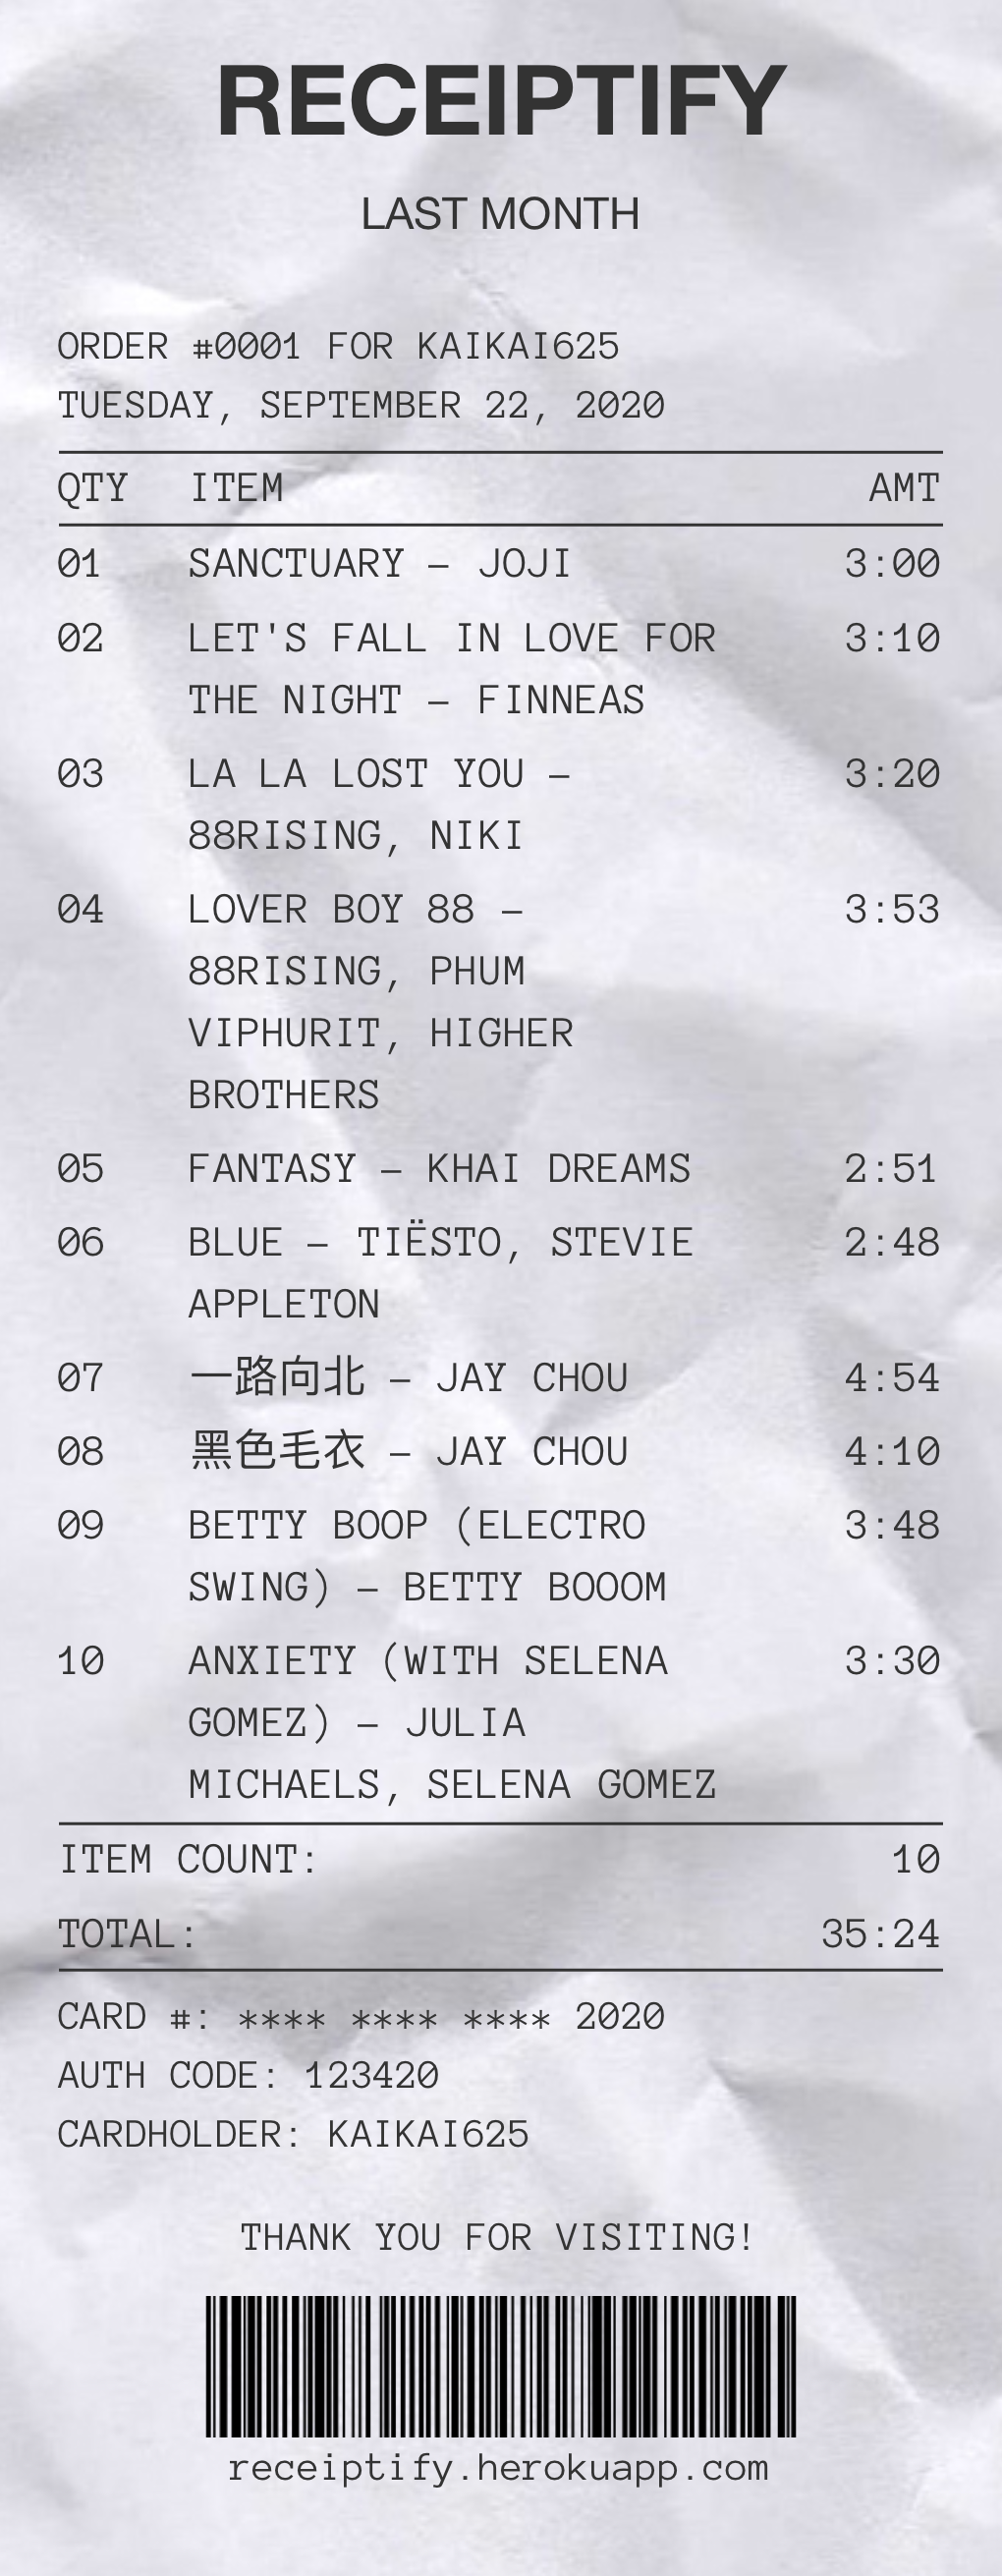 RECEIPTIFY
LAST MONTH
ORDER #0001 FOR KAIKAI625
TUESDAY, SEPTEMBER 22, 2020
QTY ITEM AMT
01 SANCTUARY - JOJI 3:00
02 LET'S FALL IN LOVE FOR 3:10
THE NIGHT - FINNEAS
03 LA LA LOST YOU - 3:20
88RISING, NIKI
04 LOVER BOY 88 - 3:53
88RISING, PHUM
VIPHURIT, HIGHER
BROTHERS
05 FANTASY - KHAI DREAMS 2:51
06 BLUE - TIËSTO, STEVIE 2:48
APPLETON
07 一路向北 - JAY CHOU 4:54
08 黑色毛衣 - JAY CHOU 4:10
09 BETTY BOOP (ELECTRO 3:48
SWING) - BETTY BOOOM
10 ANXIETY (WITH SELENA 3:30
GOMEZ) - JULIA
MICHAELS, SELENA GOMEZ
ITEM COUNT: 10
TOTAL: 35:24
CARD #: **** **** **** 2020
AUTH CODE: 123420
CARDHOLDER: KAIKAI625
THANK YOU FOR VISITING!
receiptify.herokuapp.com